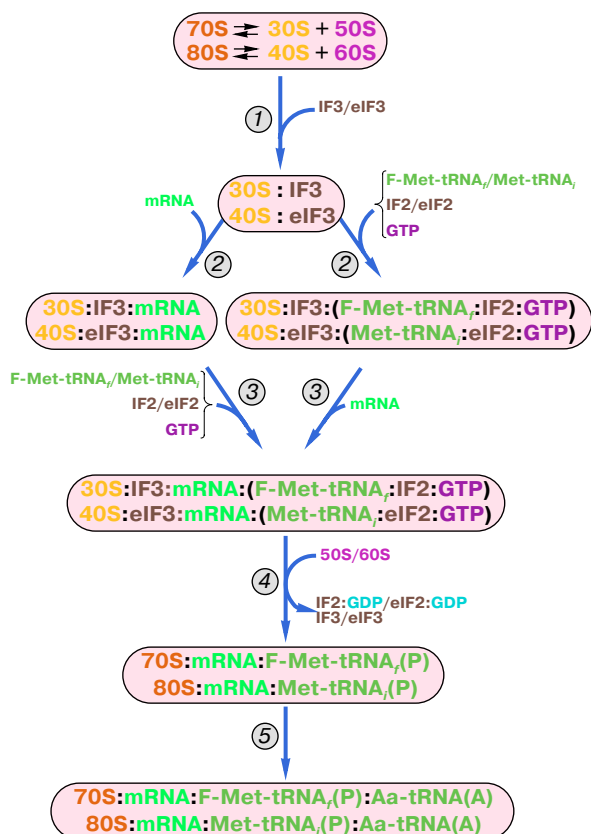 70S ⇌ 30S + 50S
80S ⇌ 40S + 60S
1
IF3/eIF3
30S : IF3
40S : eIF3
mRNA
F-Met-tRNAf/Met-tRNAi
IF2/eIF2
GTP
2
2
30S:IF3:mRNA
40S:eIF3:mRNA
30S:IF3:(F-Met-tRNAf:IF2:GTP)
40S:eIF3:(Met-tRNAi:eIF2:GTP)
F-Met-tRNAf/Met-tRNAi
IF2/eIF2
GTP
3
3
mRNA
30S:IF3:mRNA:(F-Met-tRNAf:IF2:GTP)
40S:eIF3:mRNA:(Met-tRNAi:eIF2:GTP)
4
50S/60S
IF2:GDP/eIF2:GDP
IF3/eIF3
70S:mRNA:F-Met-tRNAf(P)
80S:mRNA:Met-tRNAi(P)
5
70S:mRNA:F-Met-tRNAf(P):Aa-tRNA(A)
80S:mRNA:Met-tRNAi(P):Aa-tRNA(A)